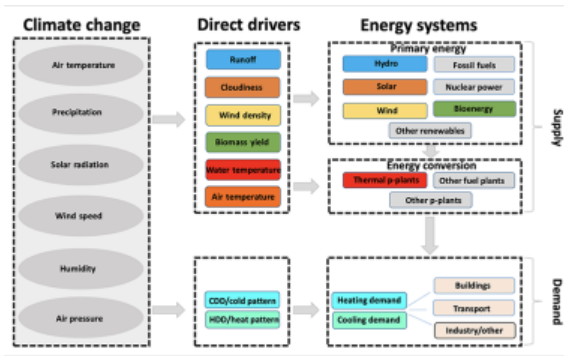 Climate change
Direct drivers
Energy systems
Air temperature
Precipitation
Solar radiation
Wind speed
Humidity
Air pressure
Runoff
Cloudiness
Wind density
Biomass yield
Water temperature
Air temperature
CDD/cold pattern
HDD/heat pattern
Primary energy
Hydro
Fossil fuels
Solar
Nuclear power
Wind
Bioenergy
Other renewables
Energy conversion
Thermal p-plants
Other fuel plants
Other p-plants
Heating demand
Cooling demand
Buildings
Transport
Industry/other
Supply
Demand